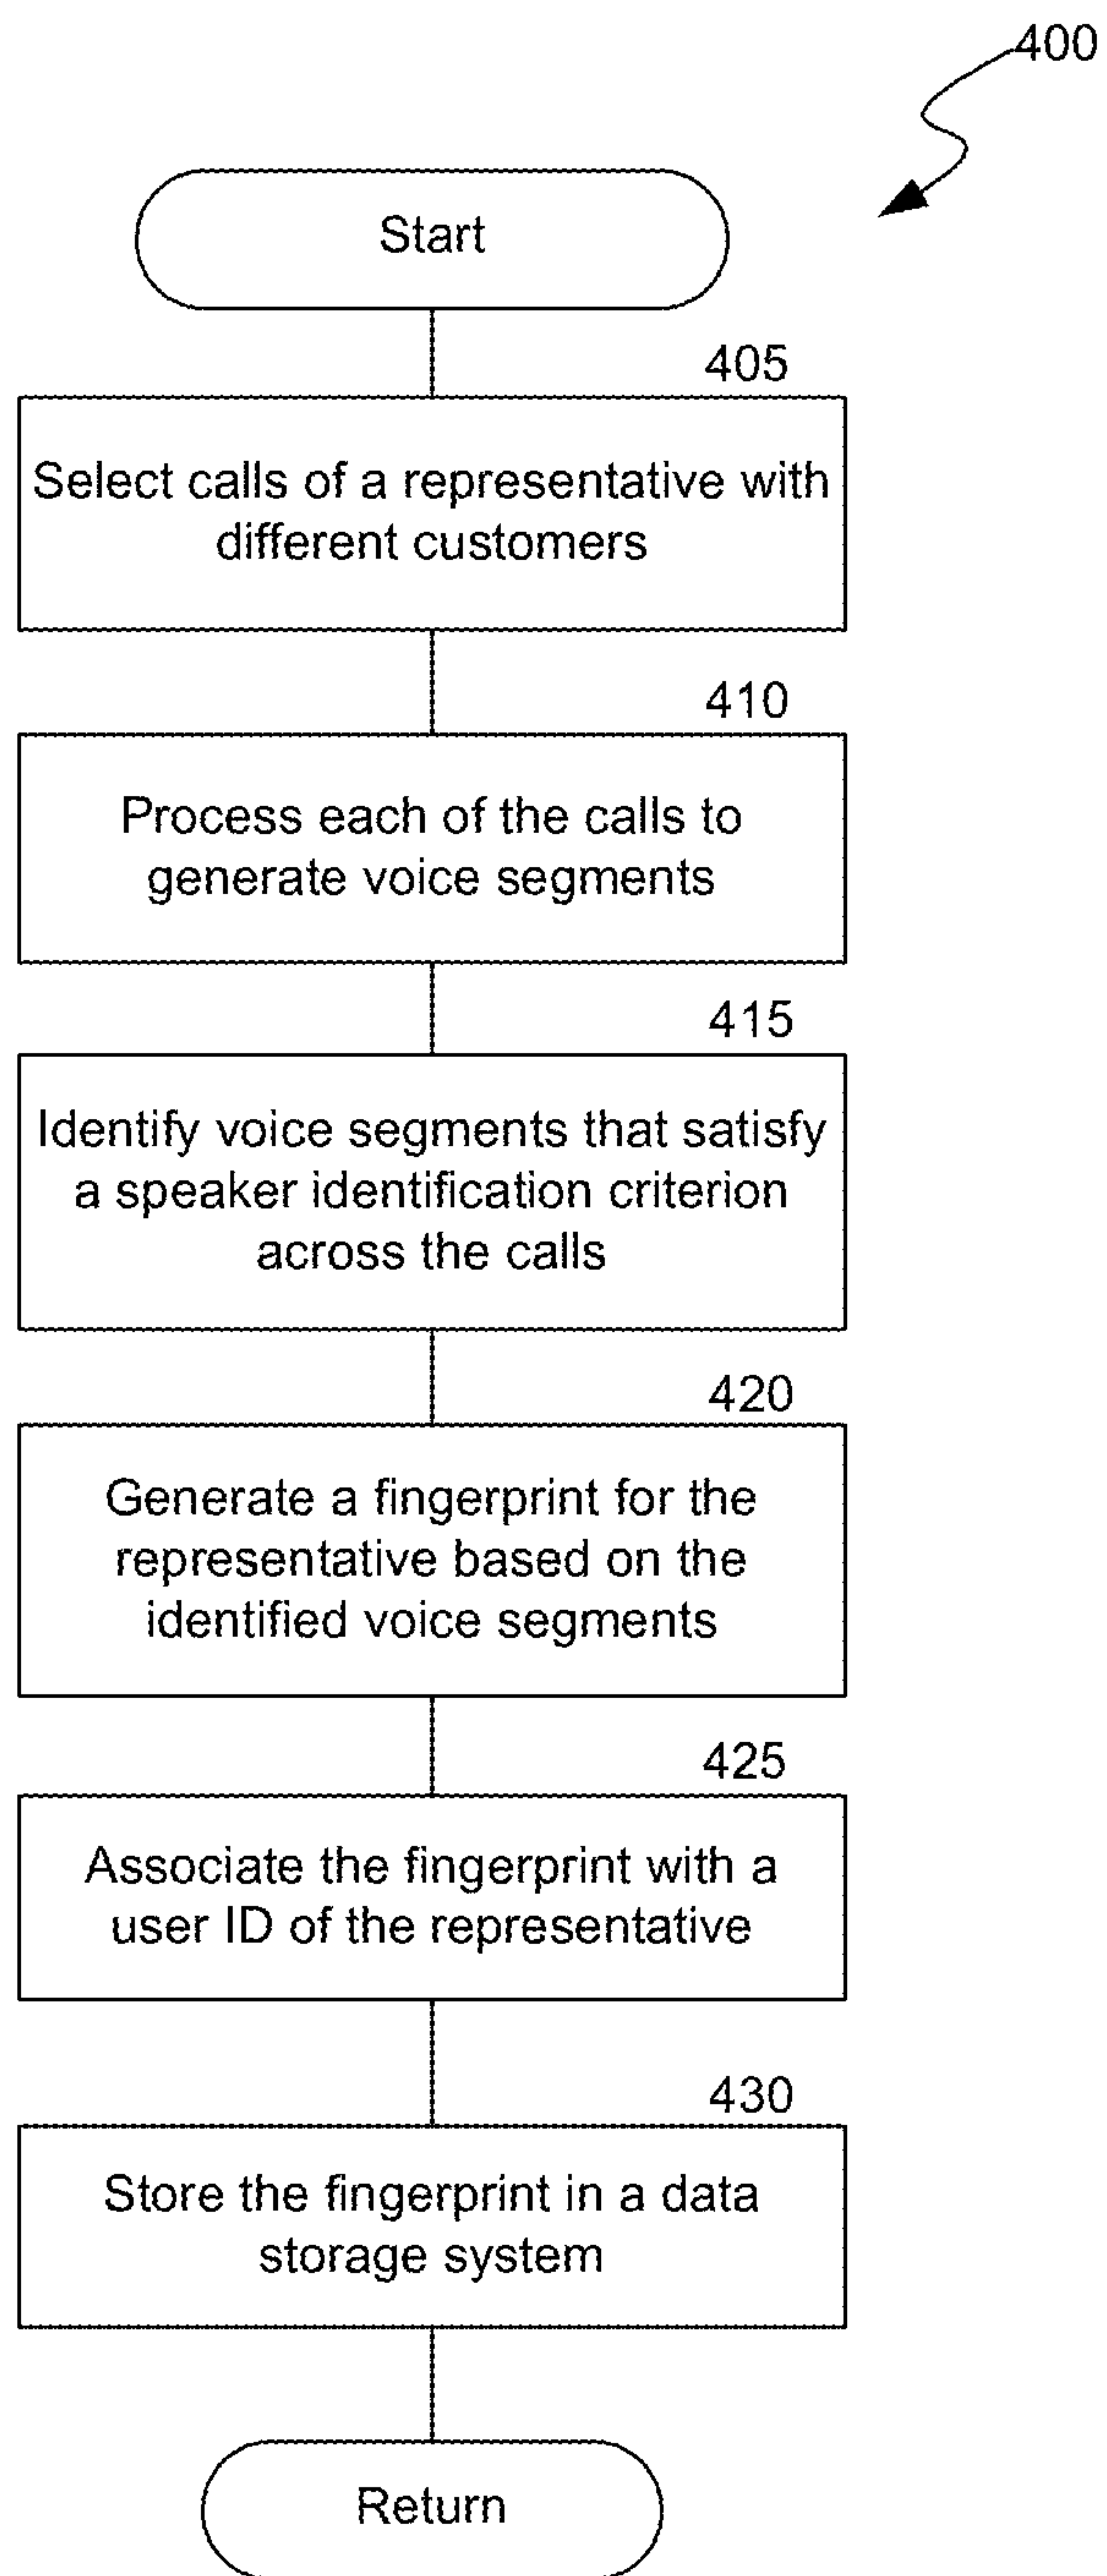 400
Start
405
Select calls of a representative with
different customers
410
Process each of the calls to
generate voice segments
415
Identify voice segments that satisfy
a speaker identification criterion
across the calls
420
Generate a fingerprint for the
representative based on the
identified voice segments
425
Associate the fingerprint with a
user ID of the representative
430
Store the fingerprint in a data
storage system
Return